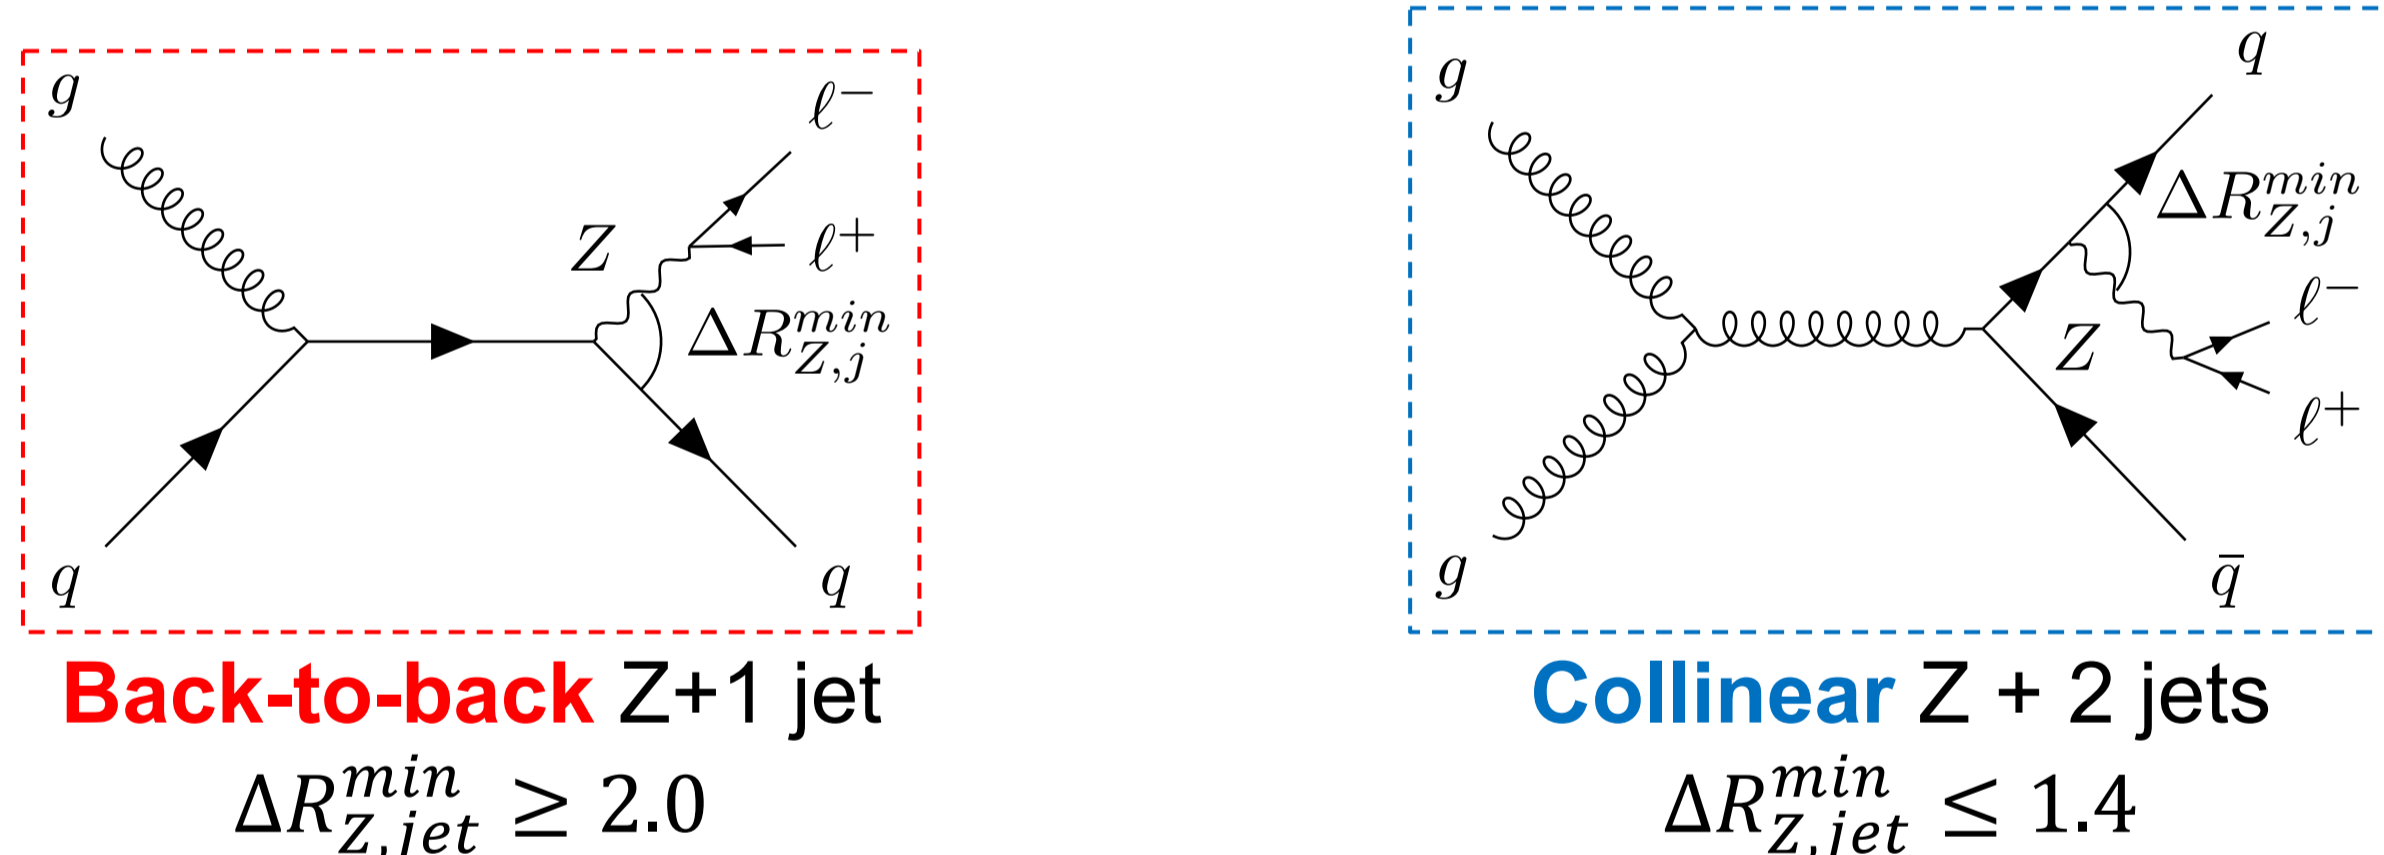 g
ℓ−
Z
ℓ+
ΔR^{min}_{Z,j}
q
q
Back-to-back Z+1 jet
ΔR^{min}_{Z,jet} ≥ 2.0
q
g
ΔR^{min}_{Z,j}
ℓ−
Z
ℓ+
g
q̄
Collinear Z + 2 jets
ΔR^{min}_{Z,jet} ≤ 1.4